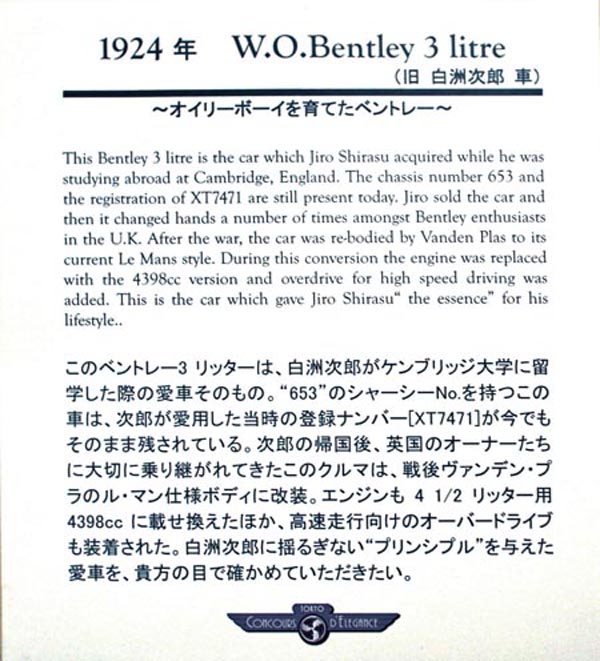 1924 年 W.O.Bentley 3 litre
（旧 白洲次郎 車）
～オイリーボーイを育てたベントレー～
This Bentley 3 litre is the car which Jiro Shirasu acquired while he was
studying abroad at Cambridge, England. The chassis number 653 and
the registration of XT7471 are still present today. Jiro sold the car and
then it changed hands a number of times amongst Bentley enthusiasts
in the U.K. After the war, the car was re-bodied by Vanden Plas to its
current Le Mans style. During this conversion the engine was replaced
with the 4398cc version and overdrive for high speed driving was
added. This is the car which gave Jiro Shirasu“ the essence” for his
lifestyle..
このベントレー3 リッターは、白洲次郎がケンブリッジ大学に留
学した際の愛車そのもの。“653”のシャーシーNo.を持つこの
車は、次郎が愛用した当時の登録ナンバー[XT7471]が今でも
そのまま残されている。次郎の帰国後、英国のオーナーたち
に大切に乗り継がれてきたこのクルマは、戦後ヴァンデン・プ
ラのル・マン仕様ボディに改装。エンジンも 4 1/2 リッター用
4398cc に載せ換えたほか、高速走行向けのオーバードライブ
も装着された。白洲次郎に揺るぎない“プリンシプル”を与えた
愛車を、貴方の目で確かめていただきたい。
TOKYO
CONCOURS D'ELEGANCE